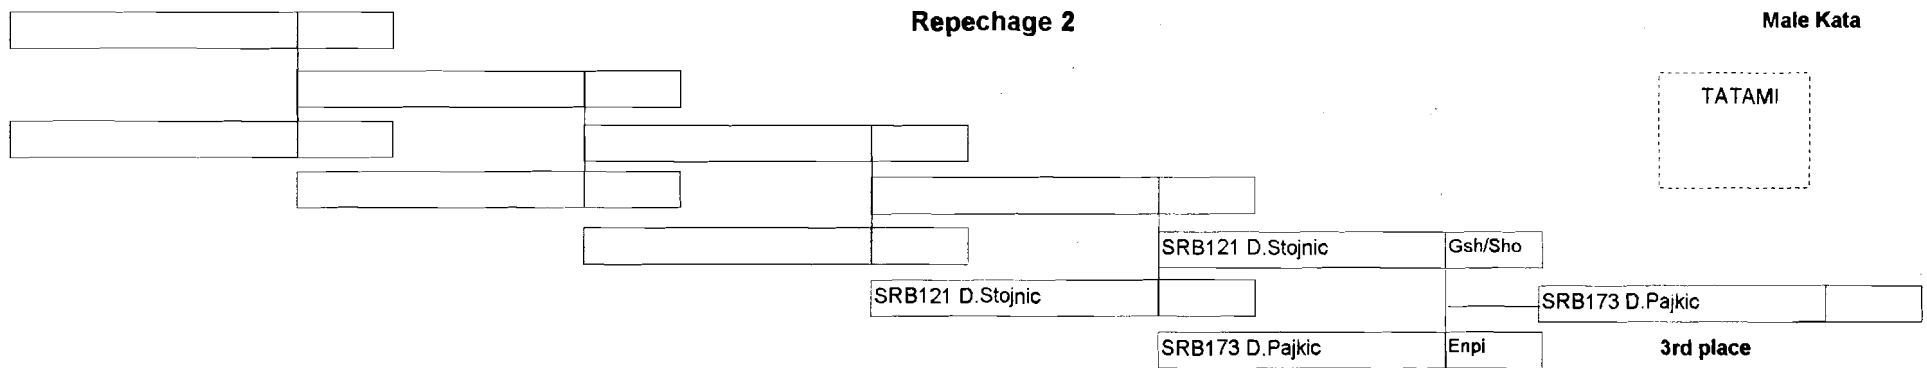 Repechage 2
Male Kata
TATAMI
SRB121 D.Stojnic
Gsh/Sho
SRB121 D.Stojnic
SRB173 D.Pajkic
SRB173 D.Pajkic
Enpi
3rd place